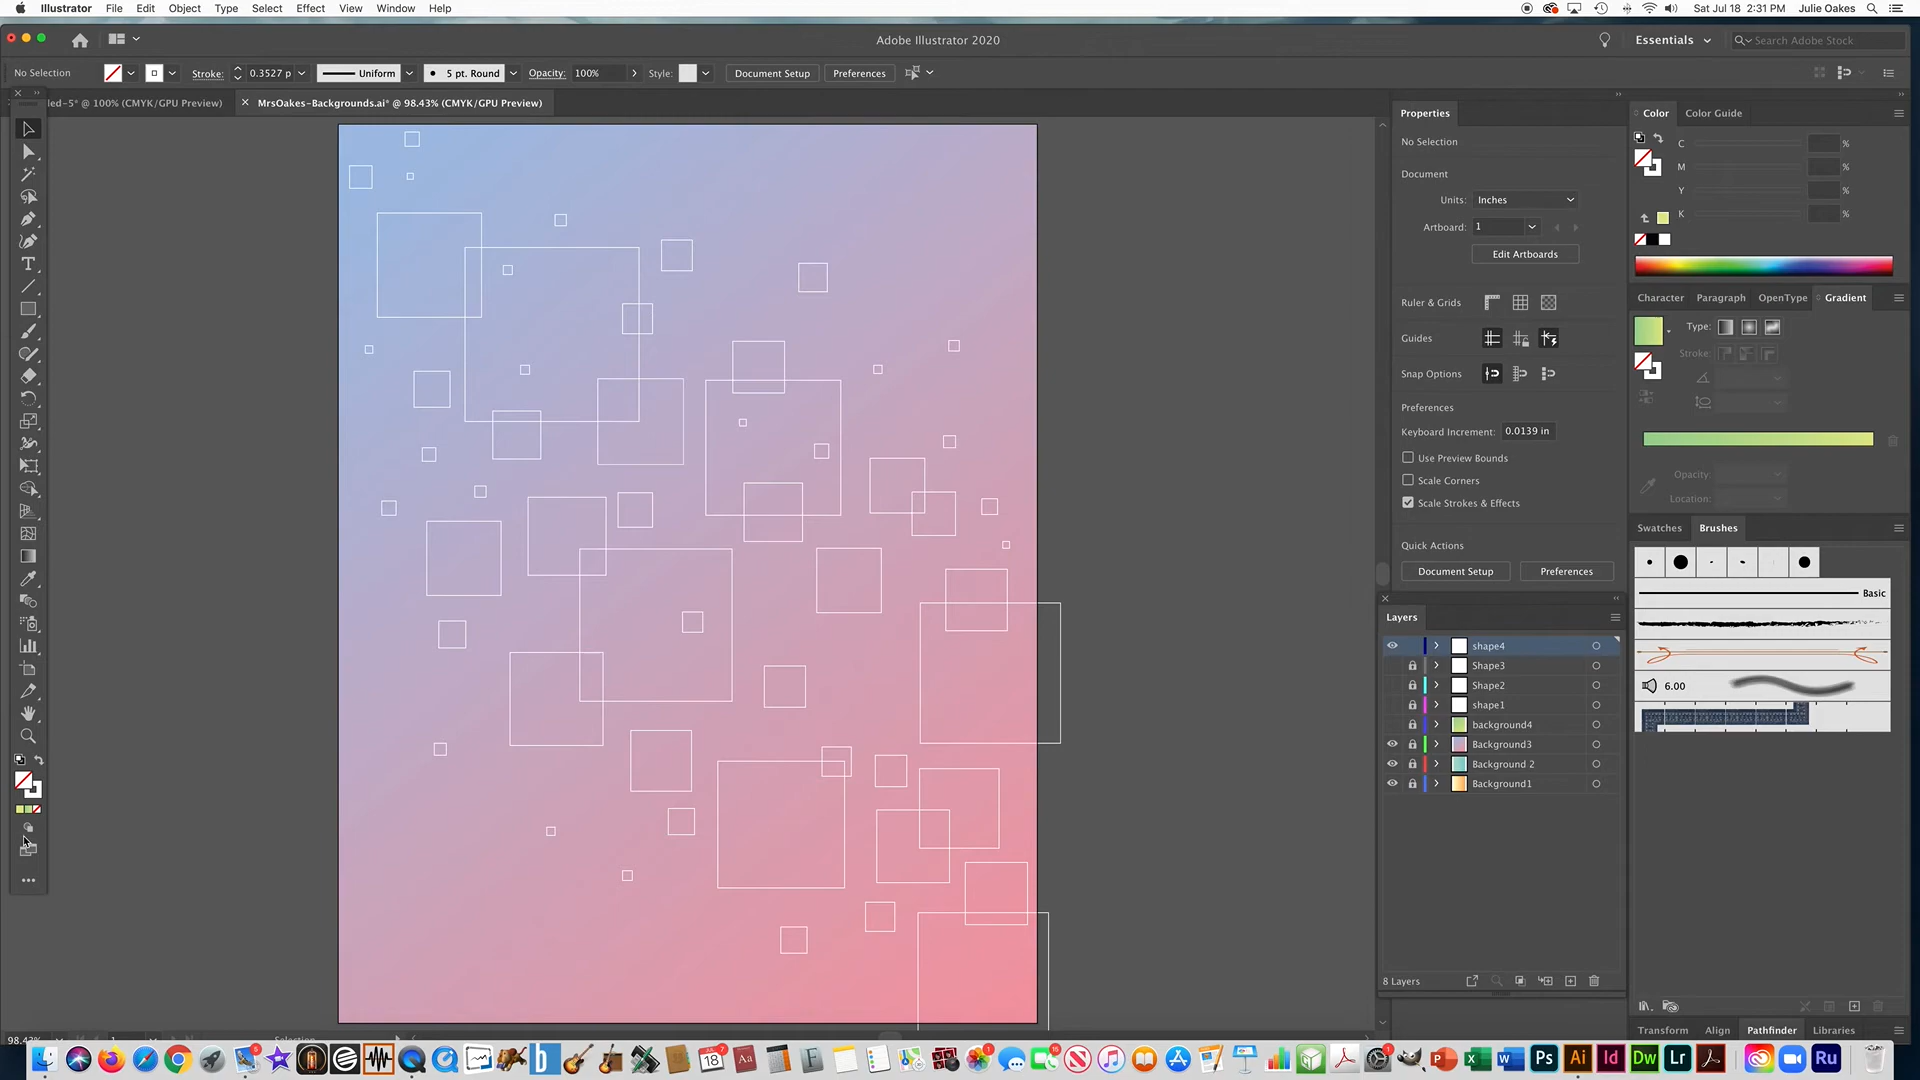 Illustrator File Edit Object Type Select Effect View Window Help
Sat Jul 18 2:31 PM Julie Oakes
Adobe Illustrator 2020
Essentials
Search Adobe Stock
No Selection
Stroke: 0.3527 p
Uniform
5 pt. Round
Opacity: 100%
Style:
Document Setup
Preferences
led-5* @ 100% (CMYK/GPU Preview)
MrsOakes-Backgrounds.ai* @ 98.43% (CMYK/GPU Preview)
Properties
No Selection
Document
Units: Inches
Artboard: 1
Edit Artboards
Ruler & Grids
Guides
Snap Options
Preferences
Keyboard Increment: 0.0139 in
Use Preview Bounds
Scale Corners
Scale Strokes & Effects
Quick Actions
Document Setup
Preferences
Layers
shape4
Shape3
Shape2
shape1
background4
Background3
Background 2
Background1
8 Layers
Color Color Guide
C %
M %
Y %
K %
Character Paragraph OpenType Gradient
Type:
Stroke:
Opacity:
Location:
Swatches Brushes
Basic
6.00
Transform Align Pathfinder Libraries
98.43%
1
Selection